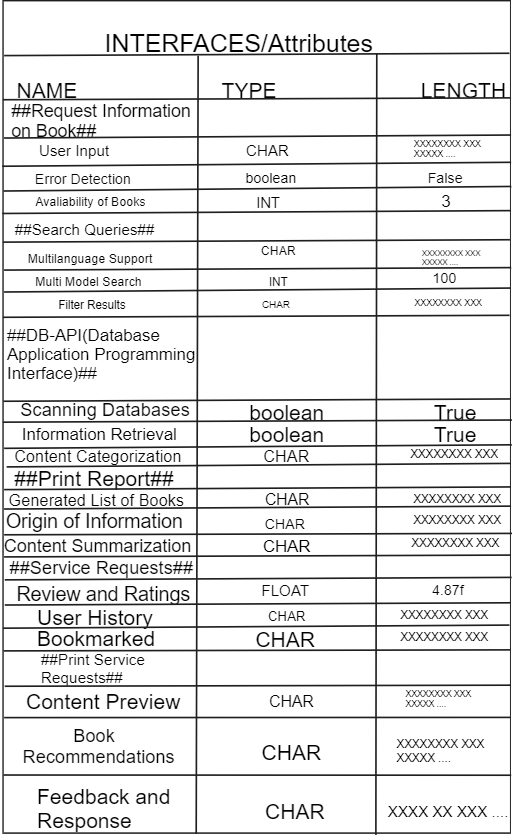 INTERFACES/Attributes
NAME TYPE LENGTH
##Request Information
on Book##
User Input CHAR XXXXXXXX XXX
XXXXX ....
Error Detection boolean False
Avaliability of Books INT 3
##Search Queries##
Multilanguage Support CHAR XXXXXXXX XXX
XXXXX ....
Multi Model Search INT 100
Filter Results CHAR XXXXXXXX XXX
##DB-API(Database
Application Programming
Interface)##
Scanning Databases boolean True
Information Retrieval boolean True
Content Categorization CHAR XXXXXXXX XXX
##Print Report##
Generated List of Books CHAR XXXXXXXX XXX
Origin of Information CHAR XXXXXXXX XXX
Content Summarization CHAR XXXXXXXX XXX
##Service Requests##
Review and Ratings FLOAT 4.87f
User History CHAR XXXXXXXX XXX
Bookmarked CHAR XXXXXXXX XXX
##Print Service
Requests##
Content Preview CHAR XXXXXXXX XXX
XXXXX ....
Book
Recommendations CHAR XXXXXXXX XXX
XXXXX ....
Feedback and
Response CHAR XXXX XX XXX ....